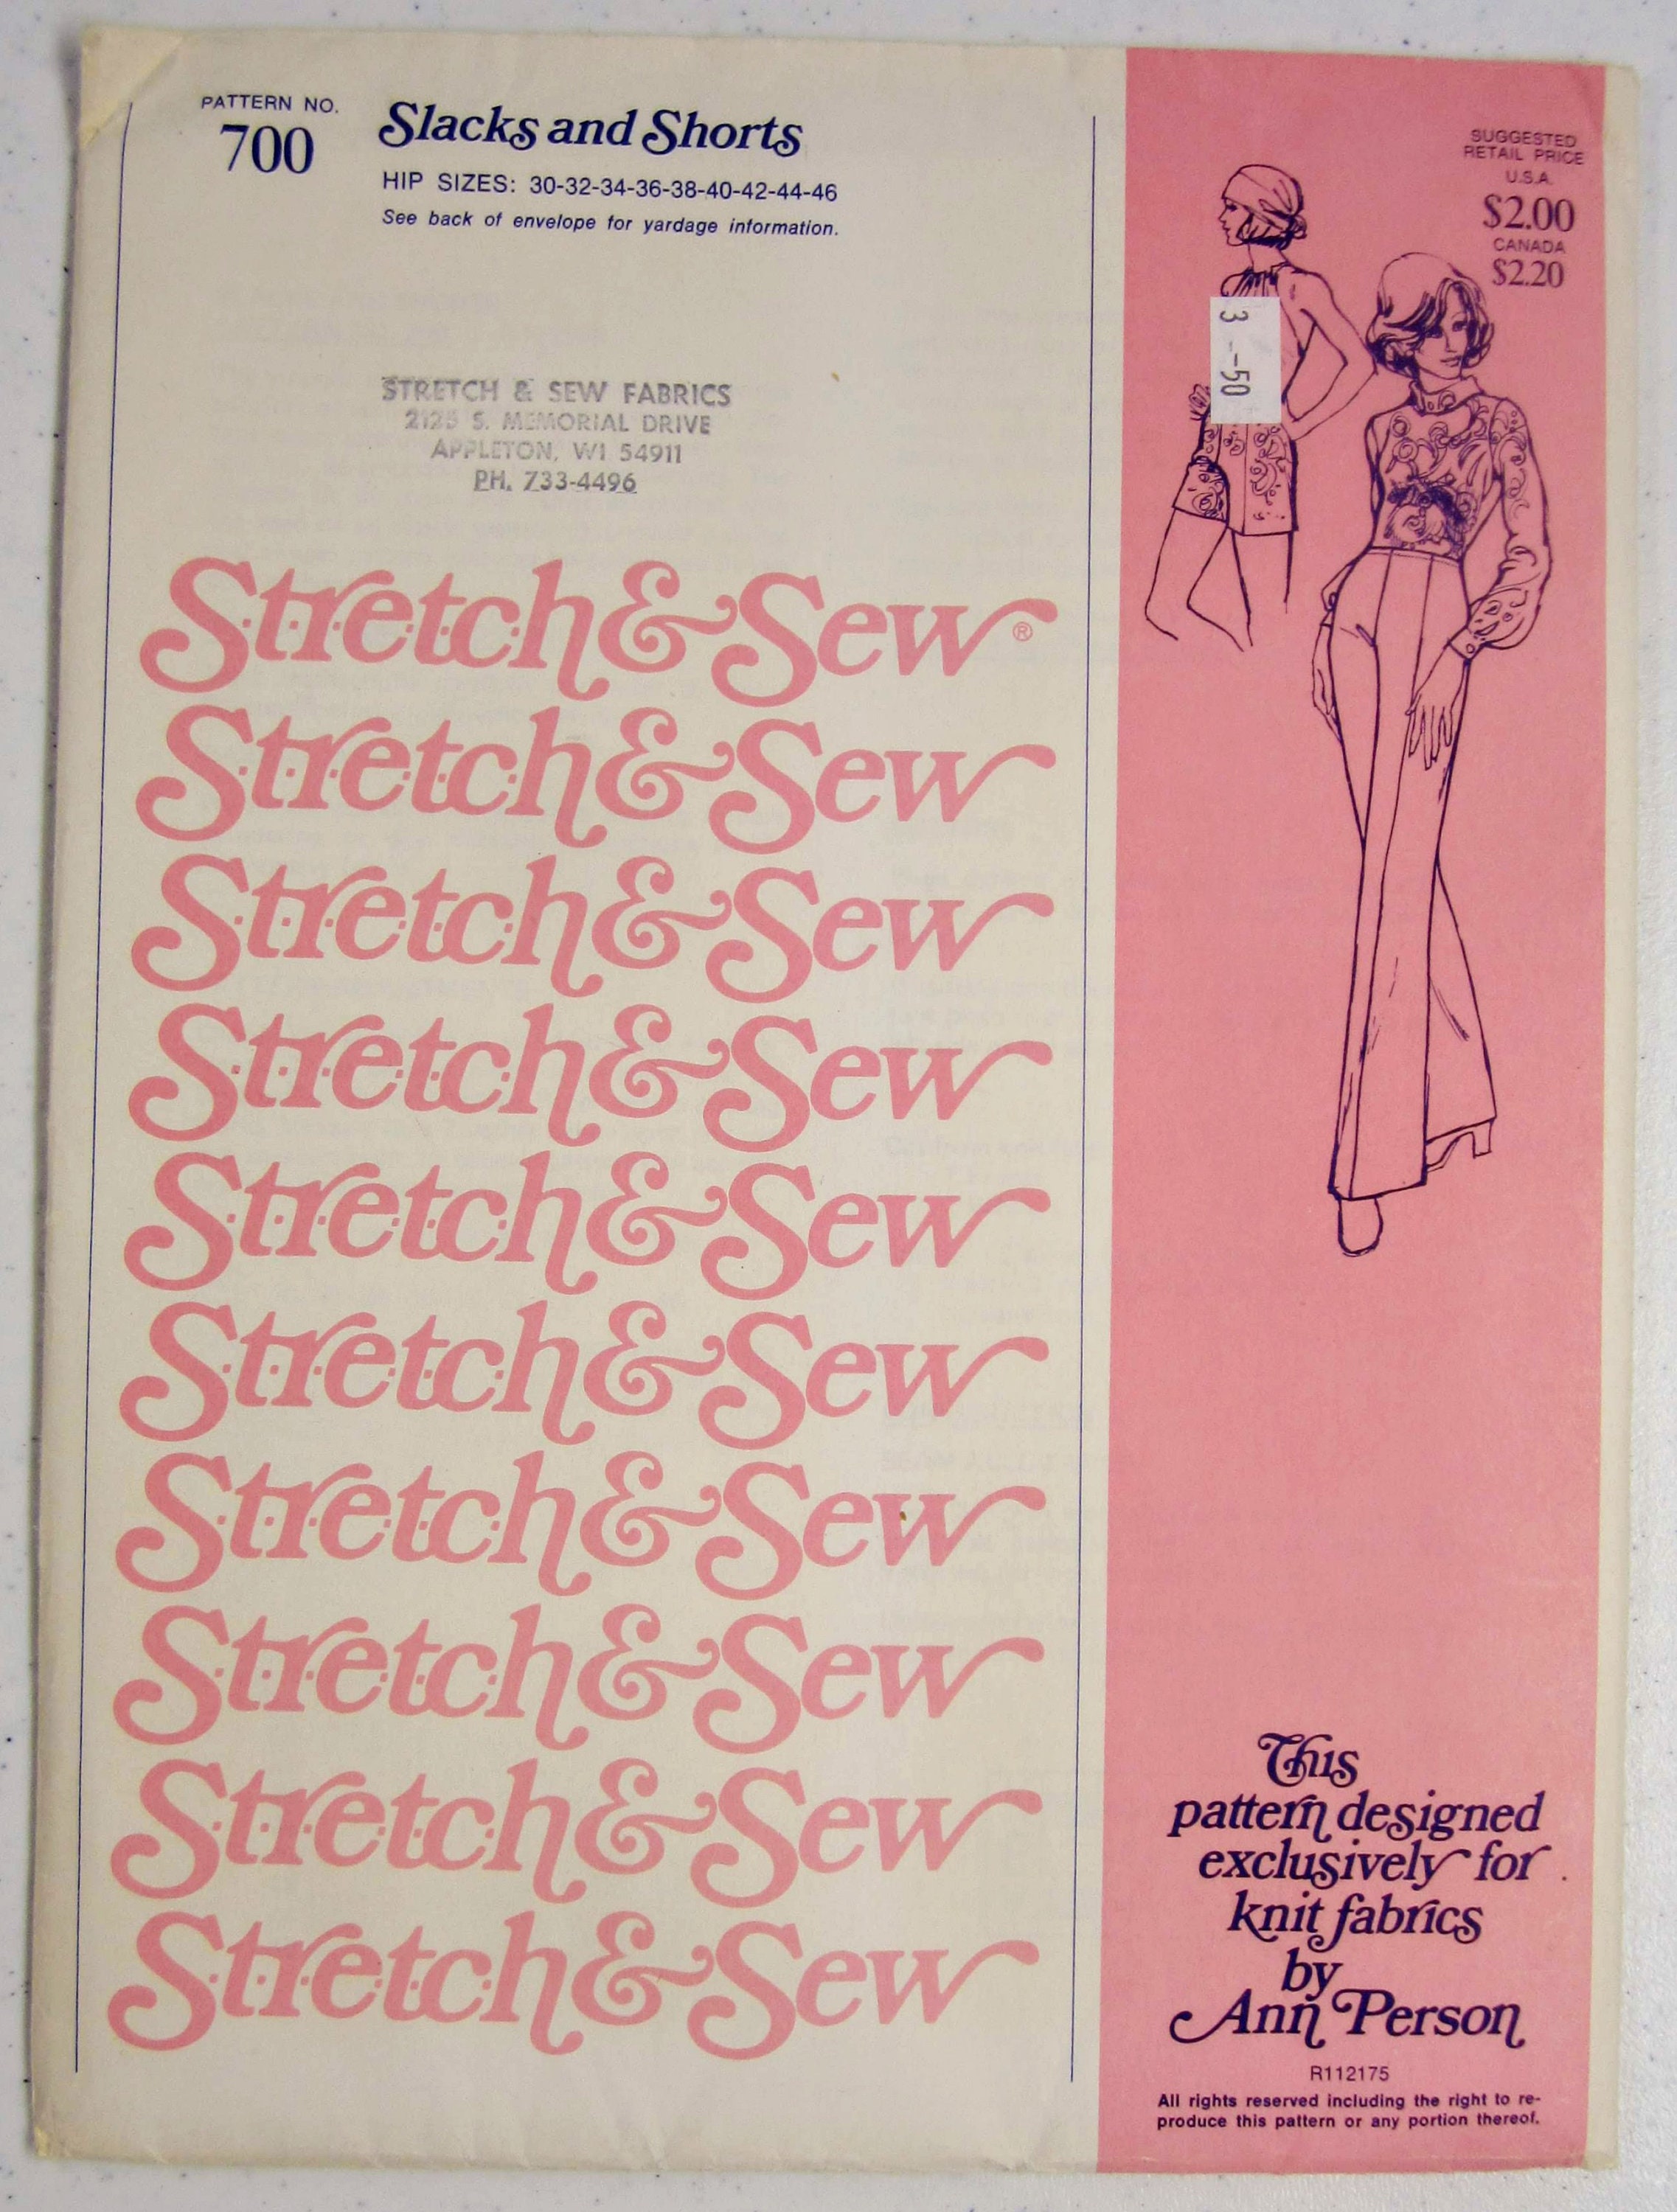 PATTERN NO.
700
Slacks and Shorts
HIP SIZES: 30-32-34-36-38-40-42-44-46
See back of envelope for yardage information.
STRETCH & SEW FABRICS
2125 S. MEMORIAL DRIVE
APPLETON, WI 54911
PH. 733-4496
Stretch & Sew®
Stretch & Sew
Stretch & Sew
Stretch & Sew
Stretch & Sew
Stretch & Sew
Stretch & Sew
Stretch & Sew
Stretch & Sew
Stretch & Sew
SUGGESTED
RETAIL PRICE
U.S.A.
$2.00
CANADA
$2.20
3 --50
This
pattern designed
exclusively for
knit fabrics
by
Ann Person
R112175
All rights reserved including the right to re-
produce this pattern or any portion thereof.